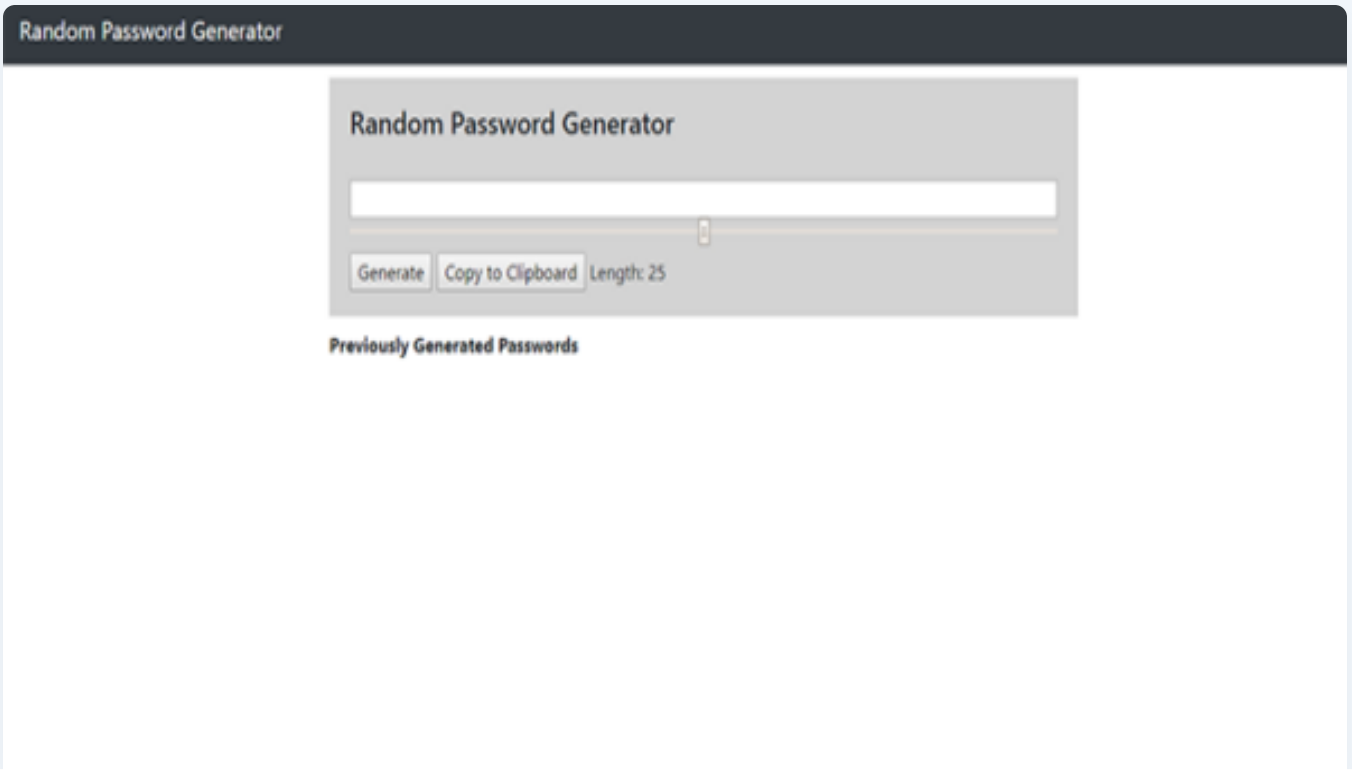 Random Password Generator
Random Password Generator
Generate Copy to Clipboard Length: 25
Previously Generated Passwords